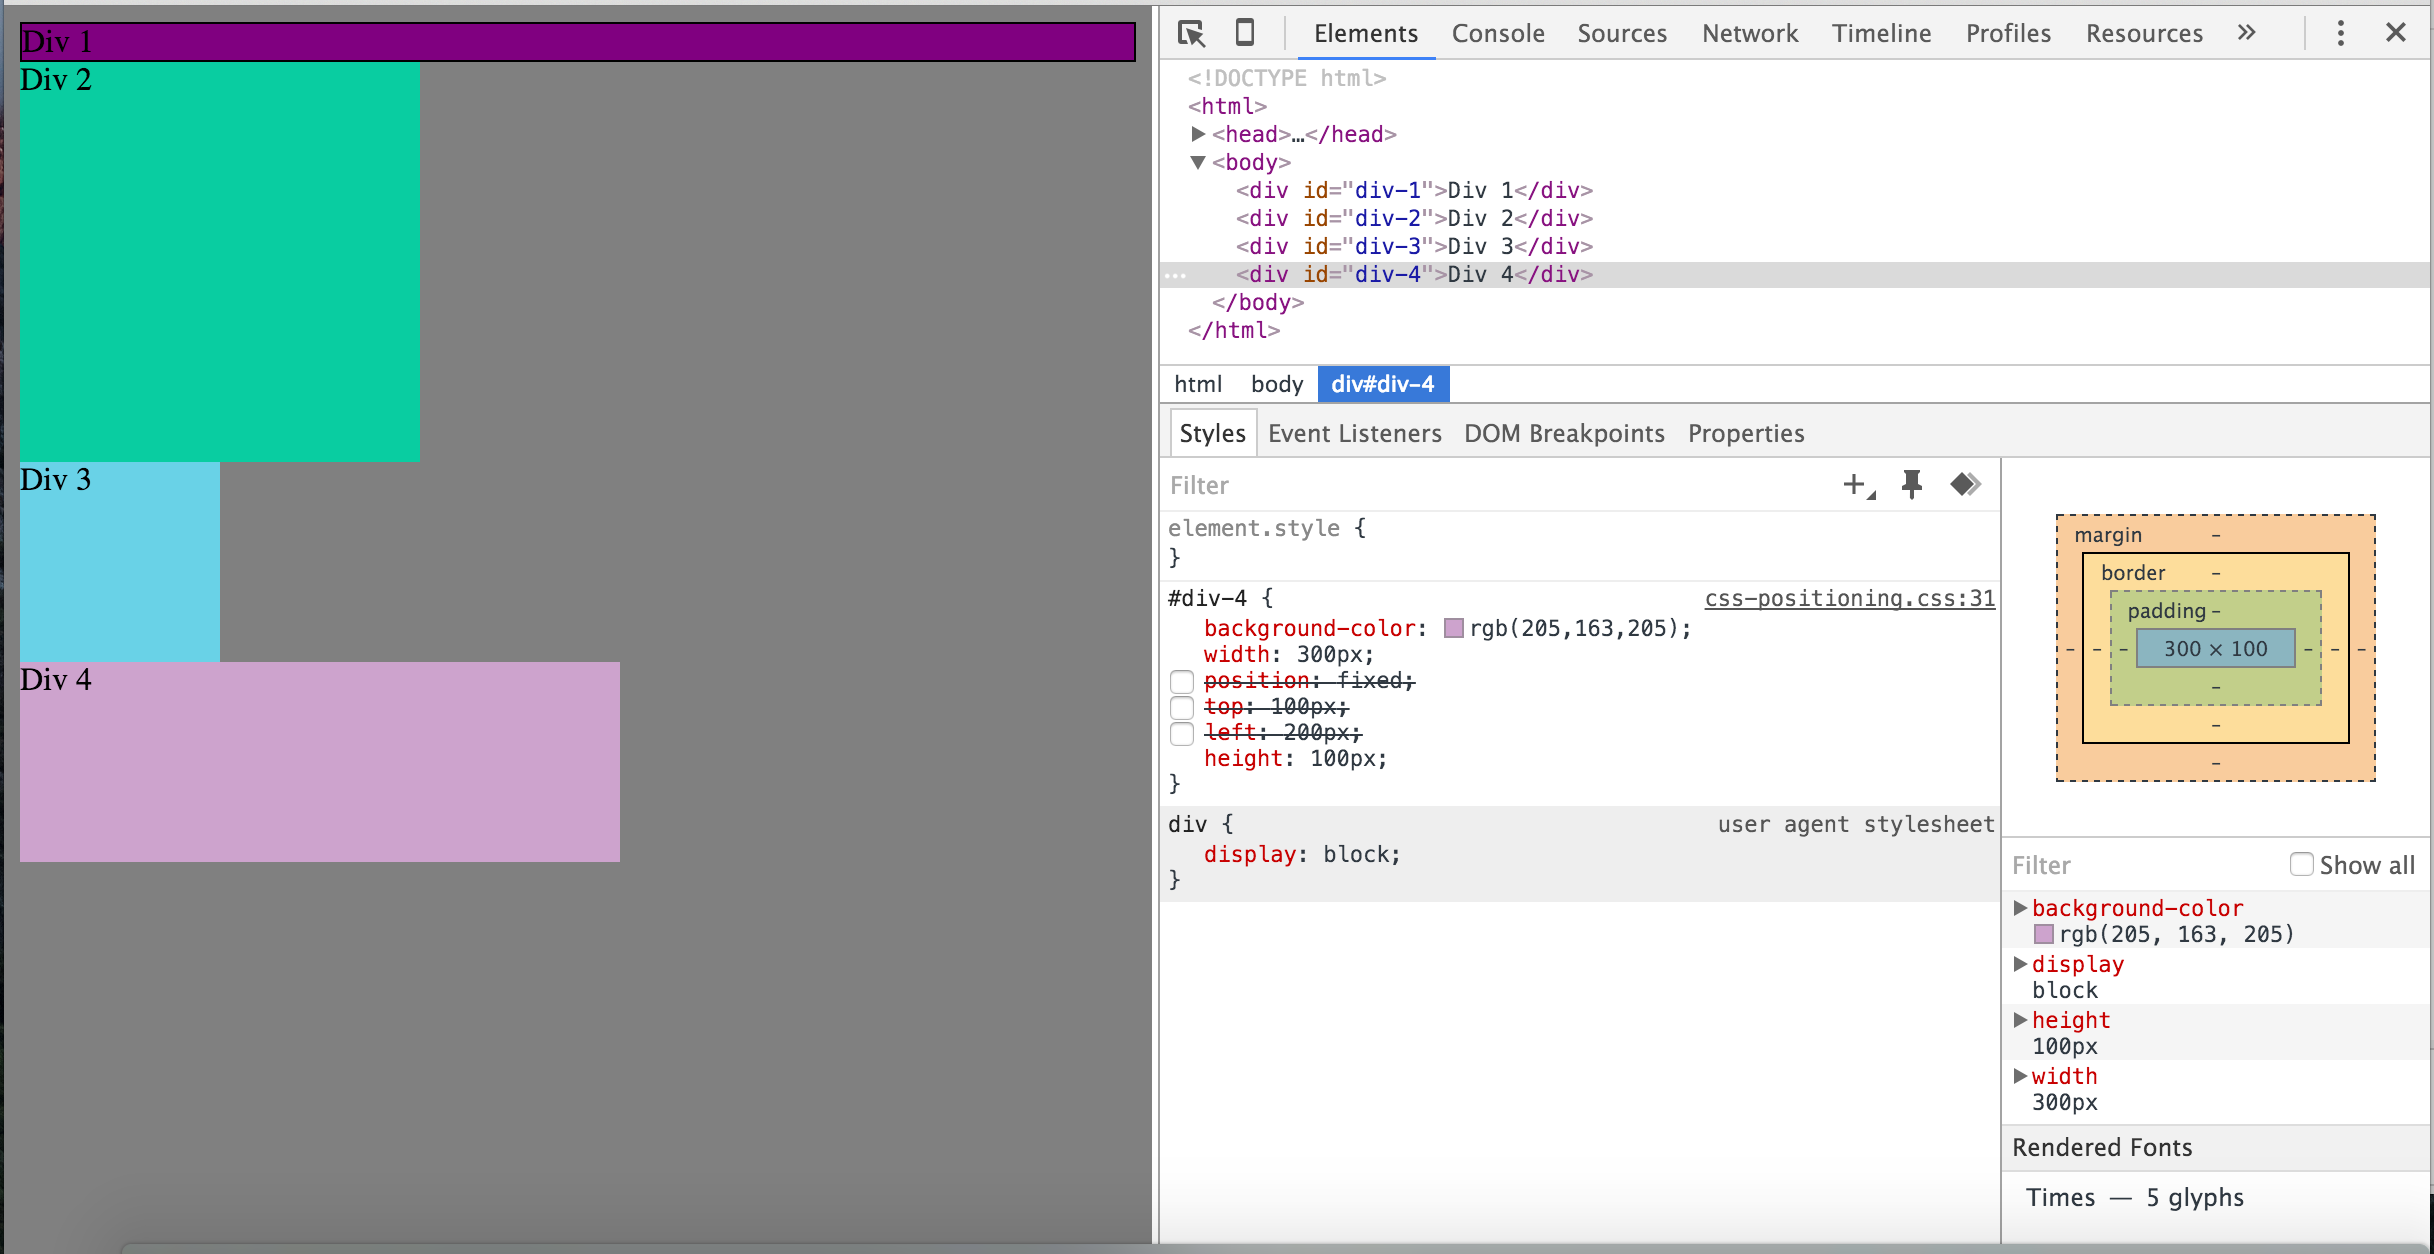 Div 1
Div 2
Div 3
Div 4
Elements Console Sources Network Timeline Profiles Resources »
<!DOCTYPE html>
<html>
▶<head>…</head>
▼<body>
<div id="div-1">Div 1</div>
<div id="div-2">Div 2</div>
<div id="div-3">Div 3</div>
... <div id="div-4">Div 4</div>
</body>
</html>
html body div#div-4
Styles Event Listeners DOM Breakpoints Properties
Filter
element.style {
}
#div-4 { css-positioning.css:31
background-color: rgb(205,163,205);
width: 300px;
position: fixed;
top: 100px;
left: 200px;
height: 100px;
}
div { user agent stylesheet
display: block;
}
margin –
border –
padding –
– – – 300 × 100 – – –
–
–
–
Filter Show all
▶background-color
rgb(205, 163, 205)
▶display
block
▶height
100px
▶width
300px
Rendered Fonts
Times — 5 glyphs